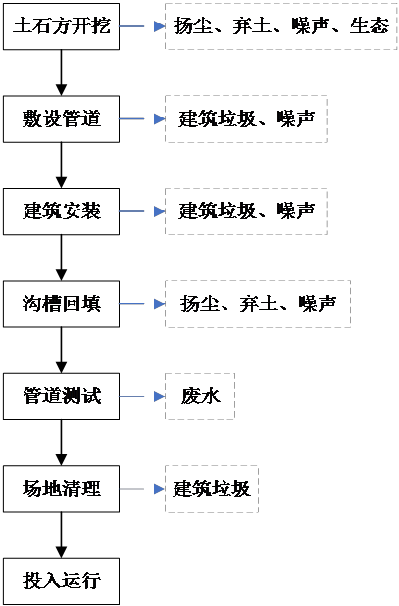 土石方开挖
扬尘、弃土、噪声、生态
敷设管道
建筑垃圾、噪声
建筑安装
建筑垃圾、噪声
沟槽回填
扬尘、弃土、噪声
管道测试
废水
场地清理
建筑垃圾
投入运行